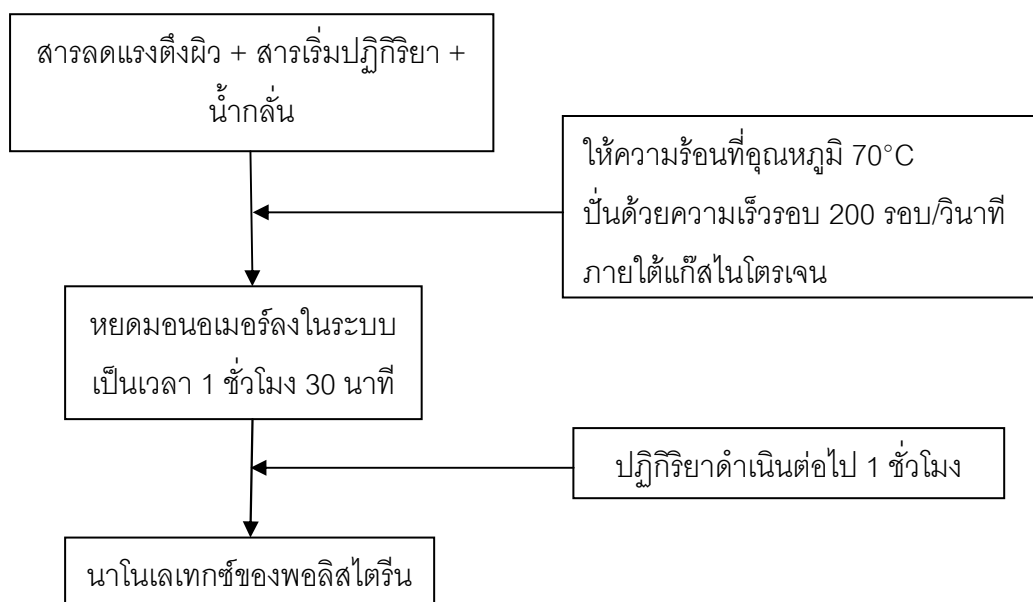 สารลดแรงตึงผิว + สารเริ่มปฏิกิริยา +
น้ำกลั่น
ให้ความร้อนที่อุณหภูมิ 70°C
ปั่นด้วยความเร็วรอบ 200 รอบ/วินาที
ภายใต้แก๊สไนโตรเจน
หยดมอนอเมอร์ลงในระบบ
เป็นเวลา 1 ชั่วโมง 30 นาที
ปฏิกิริยาดำเนินต่อไป 1 ชั่วโมง
นาโนเลเทกซ์ของพอลิสไตรีน